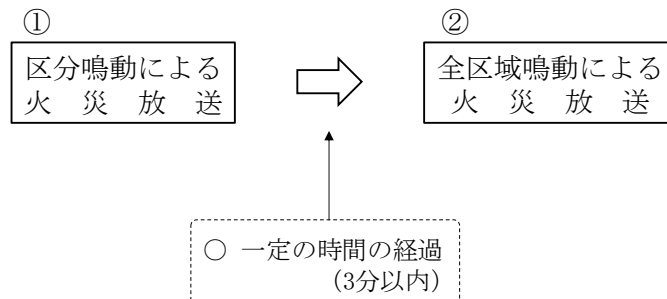 ①
区分鳴動による
火災放送
②
全区域鳴動による
火災放送
○ 一定の時間の経過
(3分以内)